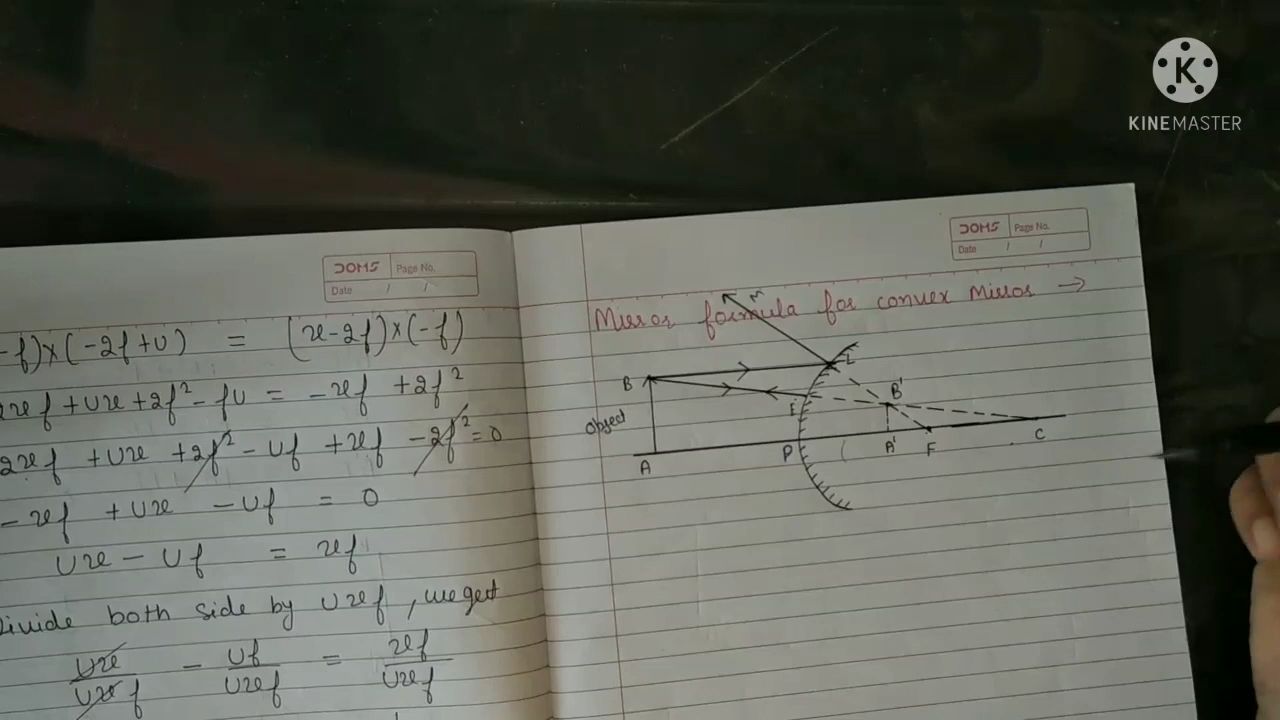 KINEMASTER
DOMS Page No.
Date / /
-f)×(-2f+u) = (v-2f)×(-f)
2vf + uv + 2f² - fu = -vf + 2f²
2vf + uv + 2f² - uf + vf - 2f² = 0
- vf + uv - uf = 0
uv - uf = vf
Divide both side by uvf, we get
uv/uvf - uf/uvf = vf/uvf
DOMS Page No.
Date / /
Mirror formula for convex Mirror →
M
L
B
B'
E
object
A
P
A'
F
C